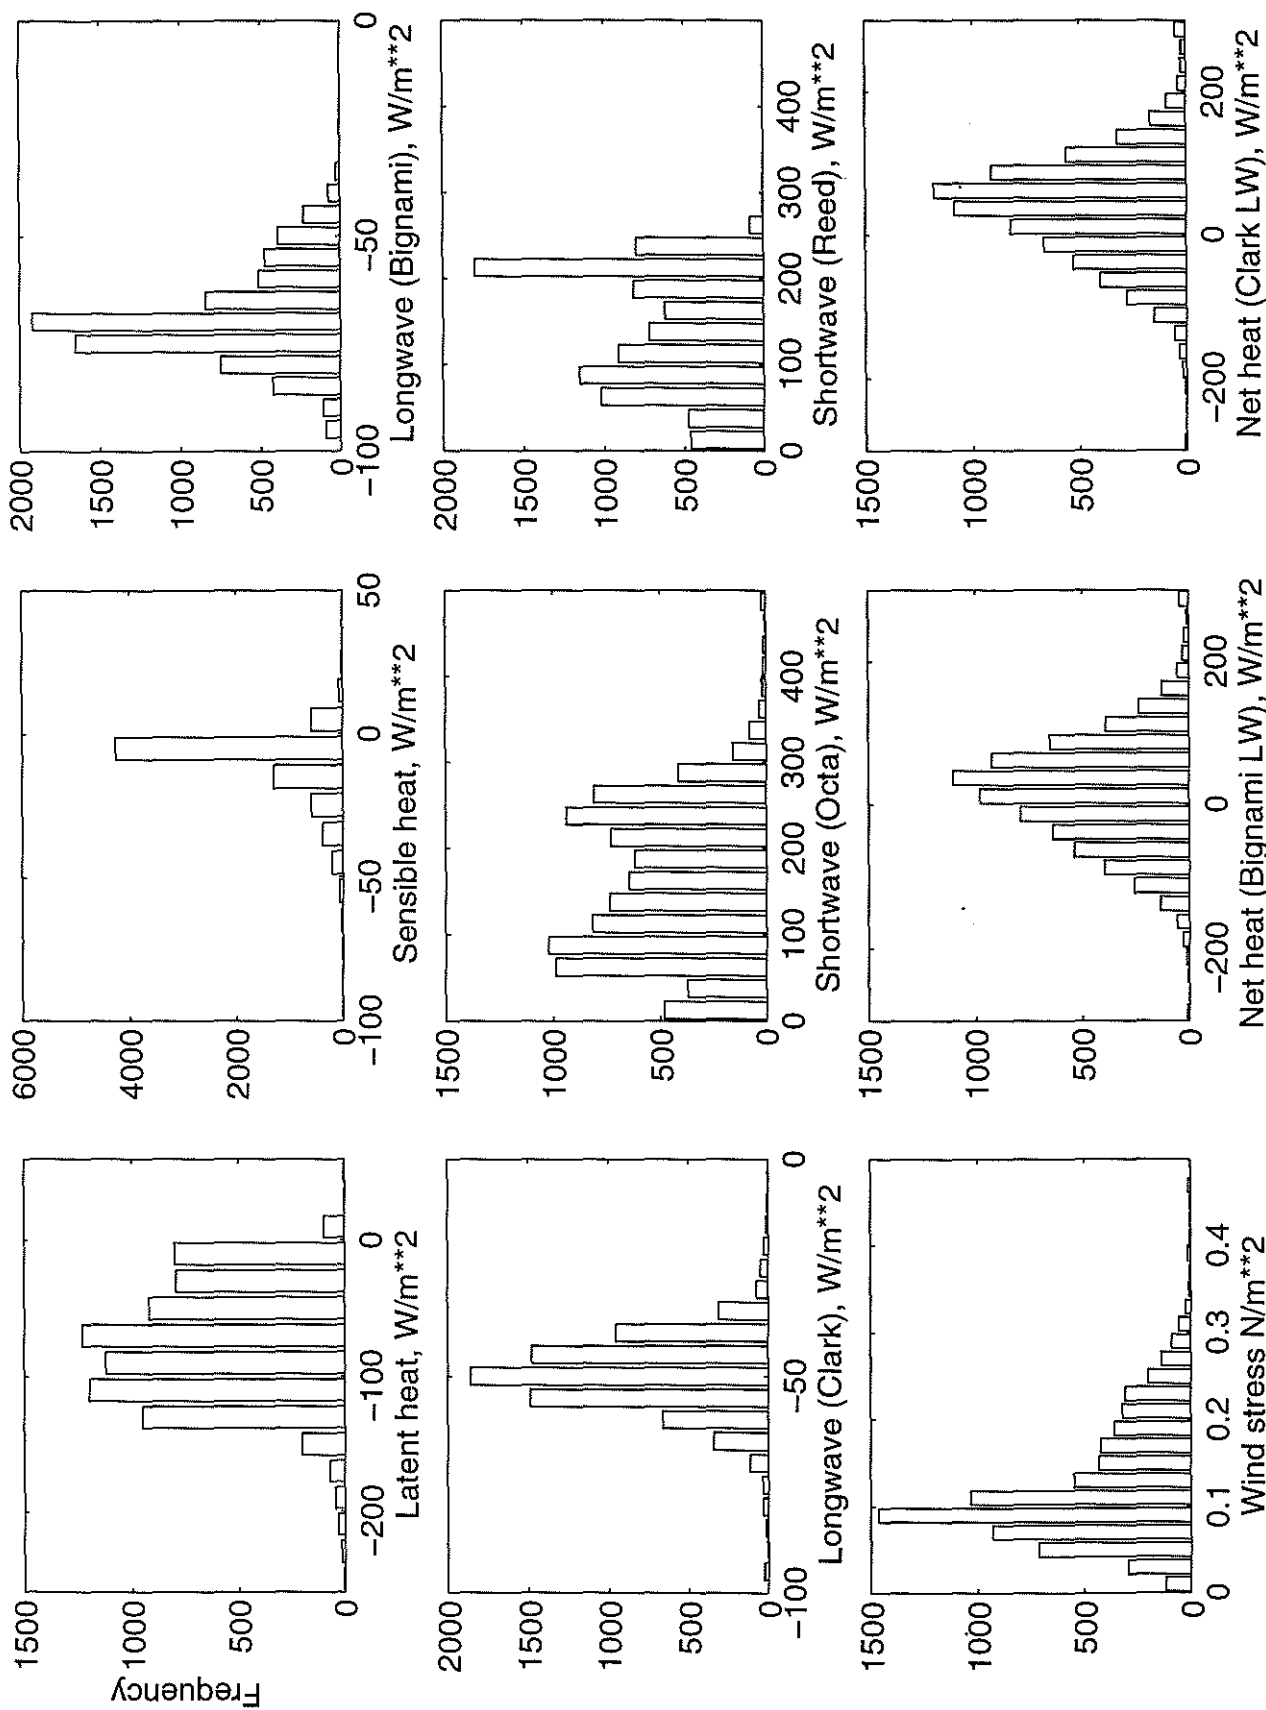 Frequency
1500
1000
500
0
−200 −100 0
Latent heat, W/m**2
6000
4000
2000
0
−100 −50 0 50
Sensible heat, W/m**2
2000
1500
1000
500
0
−100 −50 0
Longwave (Bignami), W/m**2
2000
1500
1000
500
0
−100 −50 0
Longwave (Clark), W/m**2
1500
1000
500
0
0 100 200 300 400
Shortwave (Octa), W/m**2
2000
1500
1000
500
0
0 100 200 300 400
Shortwave (Reed), W/m**2
1500
1000
500
0
0 0.1 0.2 0.3 0.4
Wind stress N/m**2
1500
1000
500
0
−200 0 200
Net heat (Bignami LW), W/m**2
1500
1000
500
0
−200 0 200
Net heat (Clark LW), W/m**2